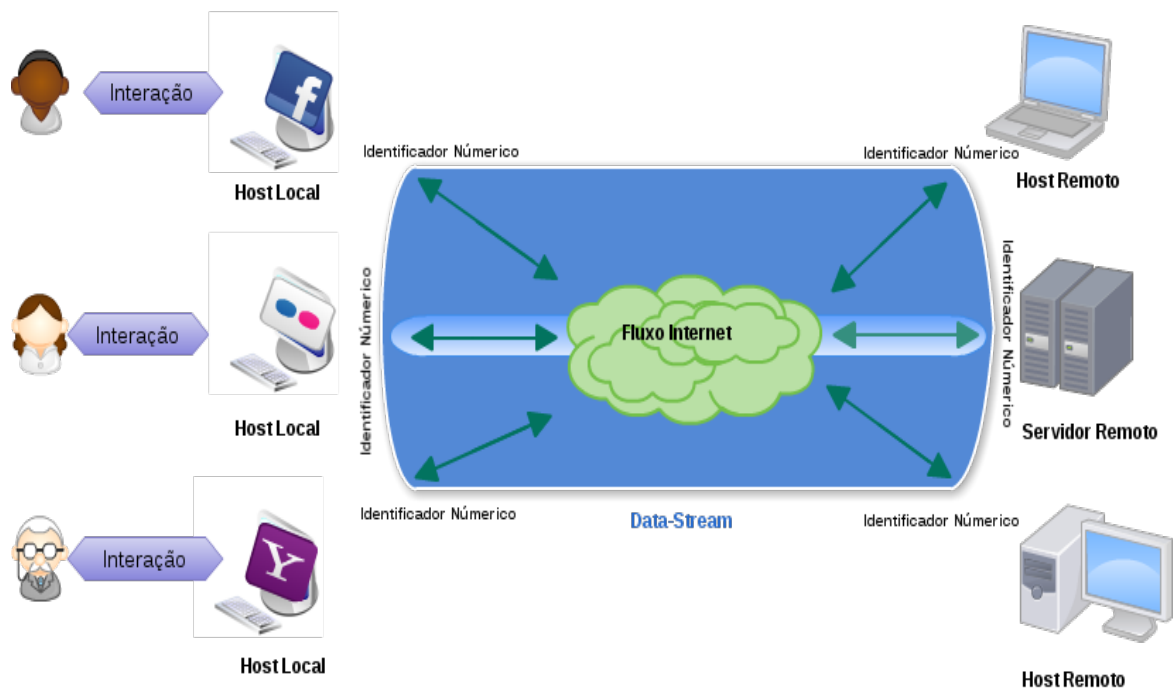 Interação
f
Host Local
Identificador Númerico
Identificador Númerico
Host Remoto
Interação
Host Local
Identificador Númerico
Fluxo Internet
Identificador Númerico
Servidor Remoto
Interação
Y
Host Local
Identificador Númerico
Data-Stream
Identificador Númerico
Host Remoto